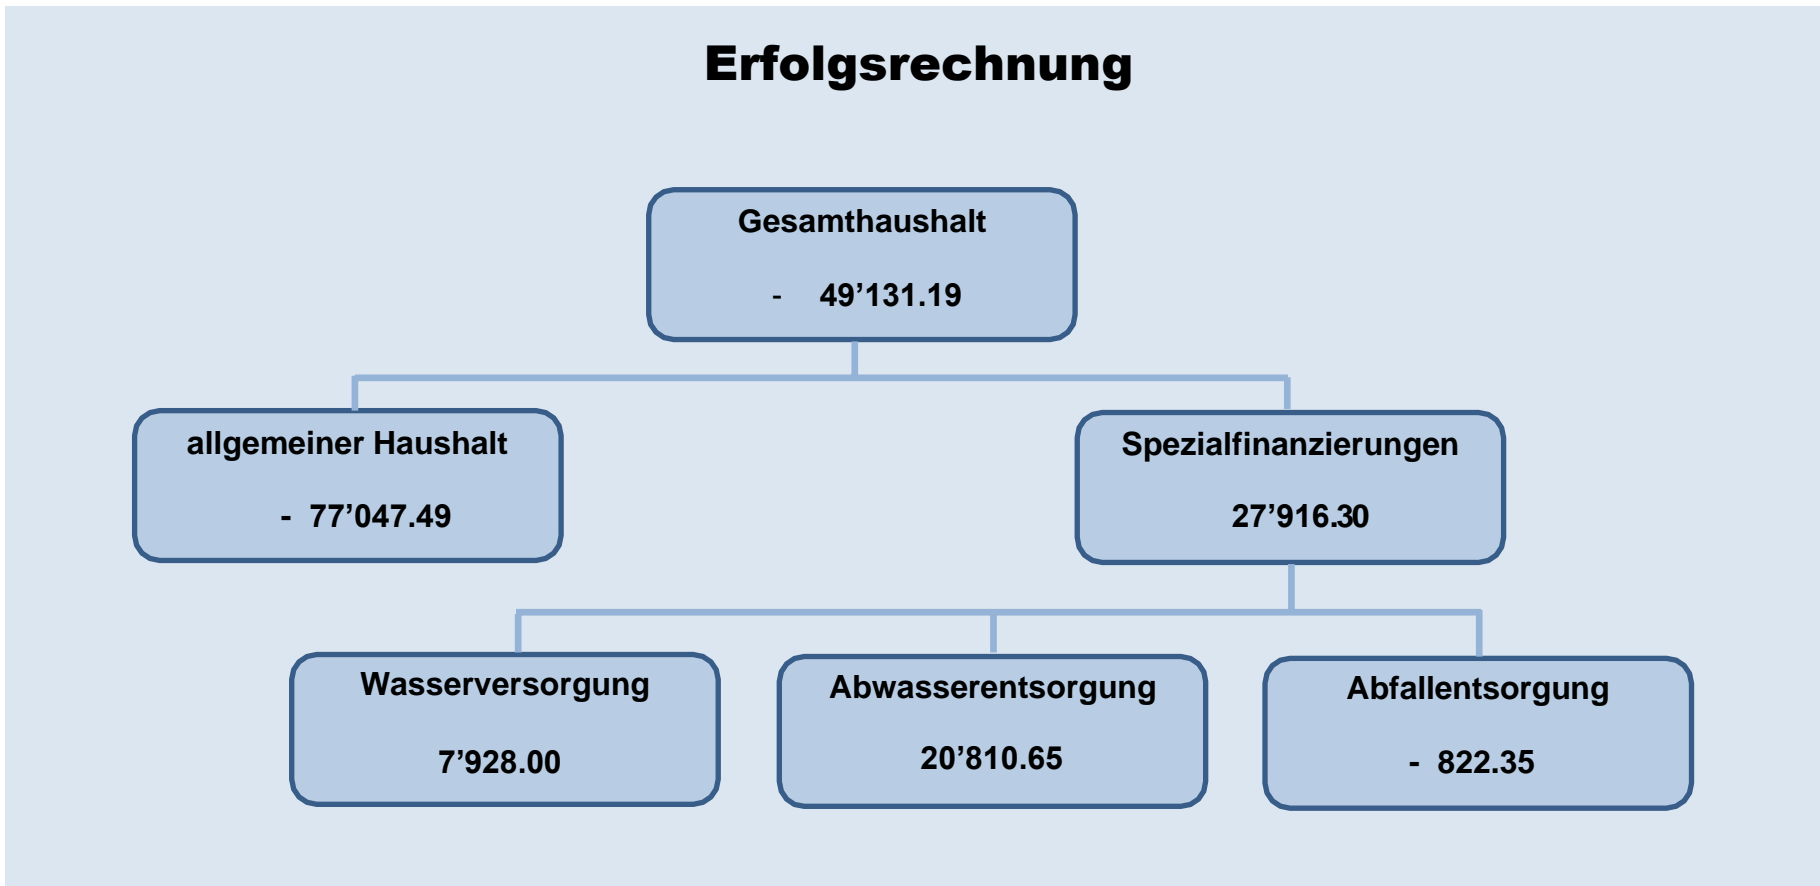 Erfolgsrechnung
Gesamthaushalt
- 49’131.19
allgemeiner Haushalt
- 77’047.49
Spezialfinanzierungen
27’916.30
Wasserversorgung
7’928.00
Abwasserentsorgung
20’810.65
Abfallentsorgung
- 822.35